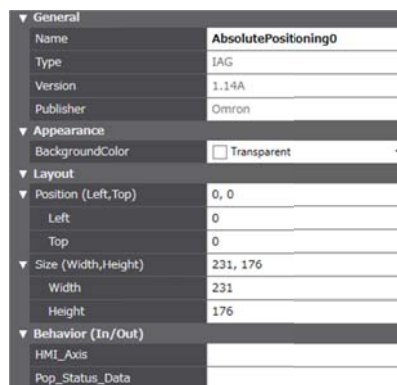 General
Name AbsolutePositioning0
Type IAG
Version 1.14A
Publisher Omron
Appearance
BackgroundColor Transparent
Layout
Position (Left,Top) 0, 0
Left 0
Top 0
Size (Width,Height) 231, 176
Width 231
Height 176
Behavior (In/Out)
HMI_Axis
Pop_Status_Data